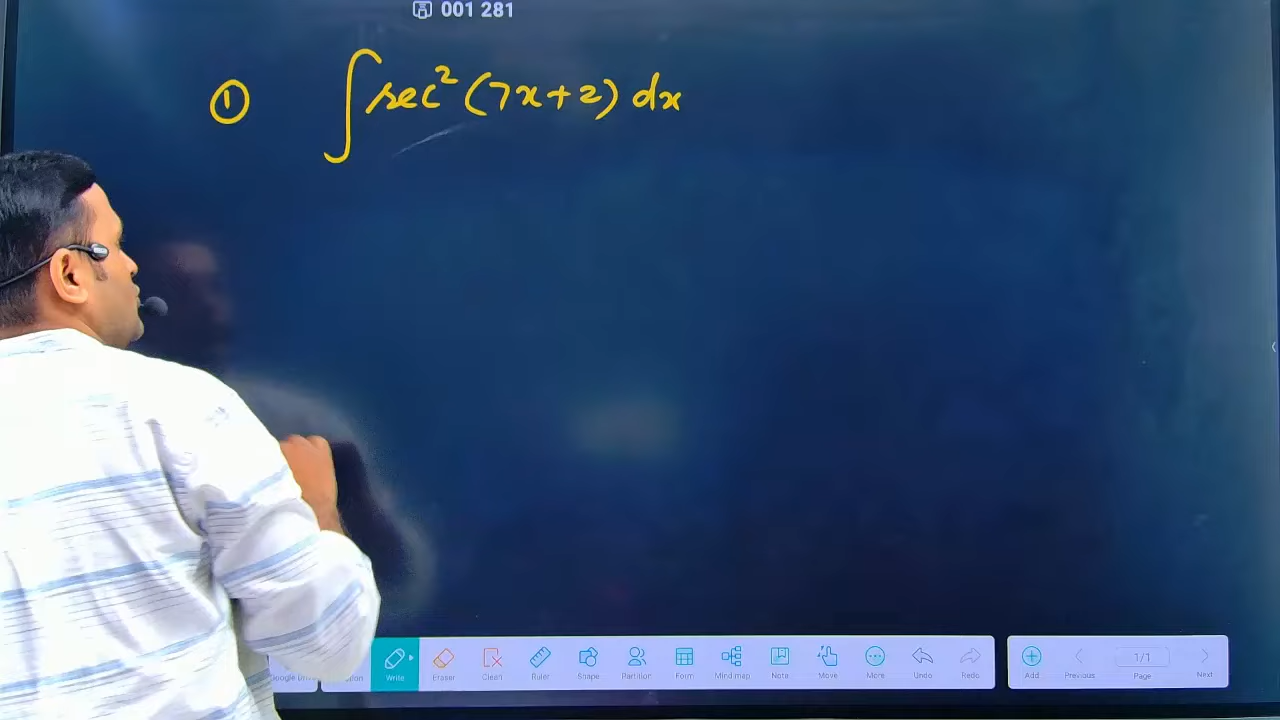 001 281
① ∫ sec² (7x+2) dx
Write Eraser Clean Ruler Shape Partition Form Mind map Note Move More Undo Redo Add Previous 1/1 Page Next